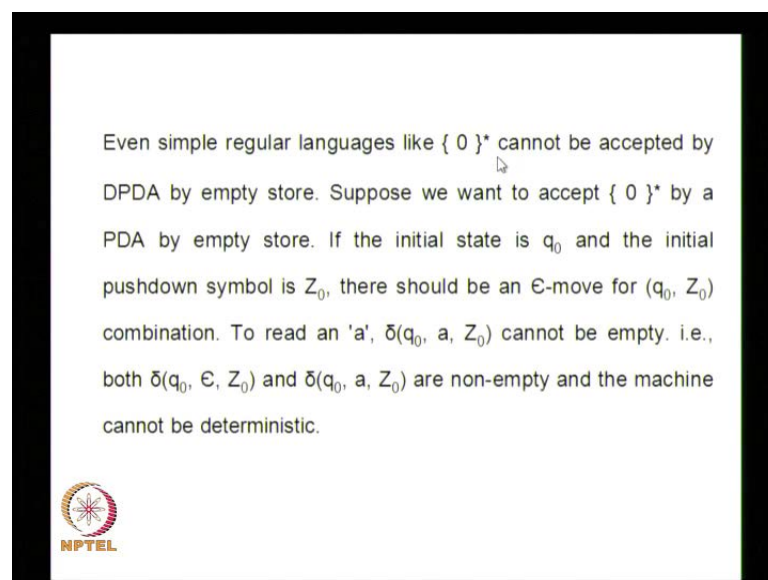 Even simple regular languages like { 0 }* cannot be accepted by
DPDA by empty store. Suppose we want to accept { 0 }* by a
PDA by empty store. If the initial state is q₀ and the initial
pushdown symbol is Z₀, there should be an Є-move for (q₀, Z₀)
combination. To read an 'a', δ(q₀, a, Z₀) cannot be empty. i.e.,
both δ(q₀, Є, Z₀) and δ(q₀, a, Z₀) are non-empty and the machine
cannot be deterministic.
NPTEL